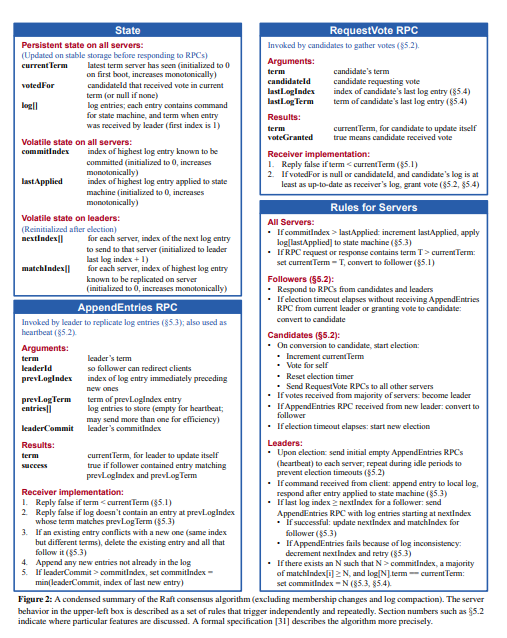 State
Persistent state on all servers:
(Updated on stable storage before responding to RPCs)
currentTerm latest term server has seen (initialized to 0
on first boot, increases monotonically)
votedFor candidateId that received vote in current
term (or null if none)
log[] log entries; each entry contains command
for state machine, and term when entry
was received by leader (first index is 1)
Volatile state on all servers:
commitIndex index of highest log entry known to be
committed (initialized to 0, increases
monotonically)
lastApplied index of highest log entry applied to state
machine (initialized to 0, increases
monotonically)
Volatile state on leaders:
(Reinitialized after election)
nextIndex[] for each server, index of the next log entry
to send to that server (initialized to leader
last log index + 1)
matchIndex[] for each server, index of highest log entry
known to be replicated on server
(initialized to 0, increases monotonically)
AppendEntries RPC
Invoked by leader to replicate log entries (§5.3); also used as
heartbeat (§5.2).
Arguments:
term leader's term
leaderId so follower can redirect clients
prevLogIndex index of log entry immediately preceding
new ones
prevLogTerm term of prevLogIndex entry
entries[] log entries to store (empty for heartbeat;
may send more than one for efficiency)
leaderCommit leader's commitIndex
Results:
term currentTerm, for leader to update itself
success true if follower contained entry matching
prevLogIndex and prevLogTerm
Receiver implementation:
1. Reply false if term < currentTerm (§5.1)
2. Reply false if log doesn't contain an entry at prevLogIndex
whose term matches prevLogTerm (§5.3)
3. If an existing entry conflicts with a new one (same index
but different terms), delete the existing entry and all that
follow it (§5.3)
4. Append any new entries not already in the log
5. If leaderCommit > commitIndex, set commitIndex =
min(leaderCommit, index of last new entry)
RequestVote RPC
Invoked by candidates to gather votes (§5.2).
Arguments:
term candidate's term
candidateId candidate requesting vote
lastLogIndex index of candidate's last log entry (§5.4)
lastLogTerm term of candidate's last log entry (§5.4)
Results:
term currentTerm, for candidate to update itself
voteGranted true means candidate received vote
Receiver implementation:
1. Reply false if term < currentTerm (§5.1)
2. If votedFor is null or candidateId, and candidate's log is at
least as up-to-date as receiver's log, grant vote (§5.2, §5.4)
Rules for Servers
All Servers:
• If commitIndex > lastApplied: increment lastApplied, apply
log[lastApplied] to state machine (§5.3)
• If RPC request or response contains term T > currentTerm:
set currentTerm = T, convert to follower (§5.1)
Followers (§5.2):
• Respond to RPCs from candidates and leaders
• If election timeout elapses without receiving AppendEntries
RPC from current leader or granting vote to candidate:
convert to candidate
Candidates (§5.2):
• On conversion to candidate, start election:
• Increment currentTerm
• Vote for self
• Reset election timer
• Send RequestVote RPCs to all other servers
• If votes received from majority of servers: become leader
• If AppendEntries RPC received from new leader: convert to
follower
• If election timeout elapses: start new election
Leaders:
• Upon election: send initial empty AppendEntries RPCs
(heartbeat) to each server; repeat during idle periods to
prevent election timeouts (§5.2)
• If command received from client: append entry to local log,
respond after entry applied to state machine (§5.3)
• If last log index ≥ nextIndex for a follower: send
AppendEntries RPC with log entries starting at nextIndex
• If successful: update nextIndex and matchIndex for
follower (§5.3)
• If AppendEntries fails because of log inconsistency:
decrement nextIndex and retry (§5.3)
• If there exists an N such that N > commitIndex, a majority
of matchIndex[i] ≥ N, and log[N].term == currentTerm:
set commitIndex = N (§5.3, §5.4).
Figure 2: A condensed summary of the Raft consensus algorithm (excluding membership changes and log compaction). The server
behavior in the upper-left box is described as a set of rules that trigger independently and repeatedly. Section numbers such as §5.2
indicate where particular features are discussed. A formal specification [31] describes the algorithm more precisely.